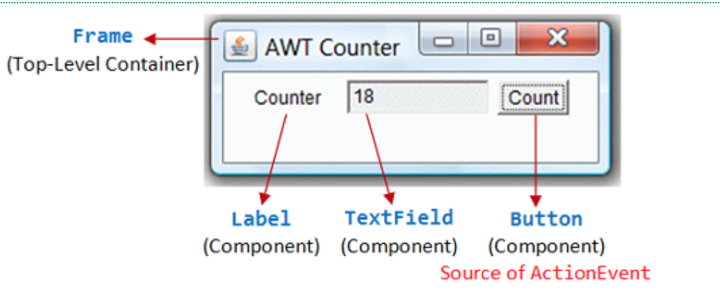 Frame
(Top-Level Container)
AWT Counter
Counter
18
Count
Label
(Component)
TextField
(Component)
Button
(Component)
Source of ActionEvent